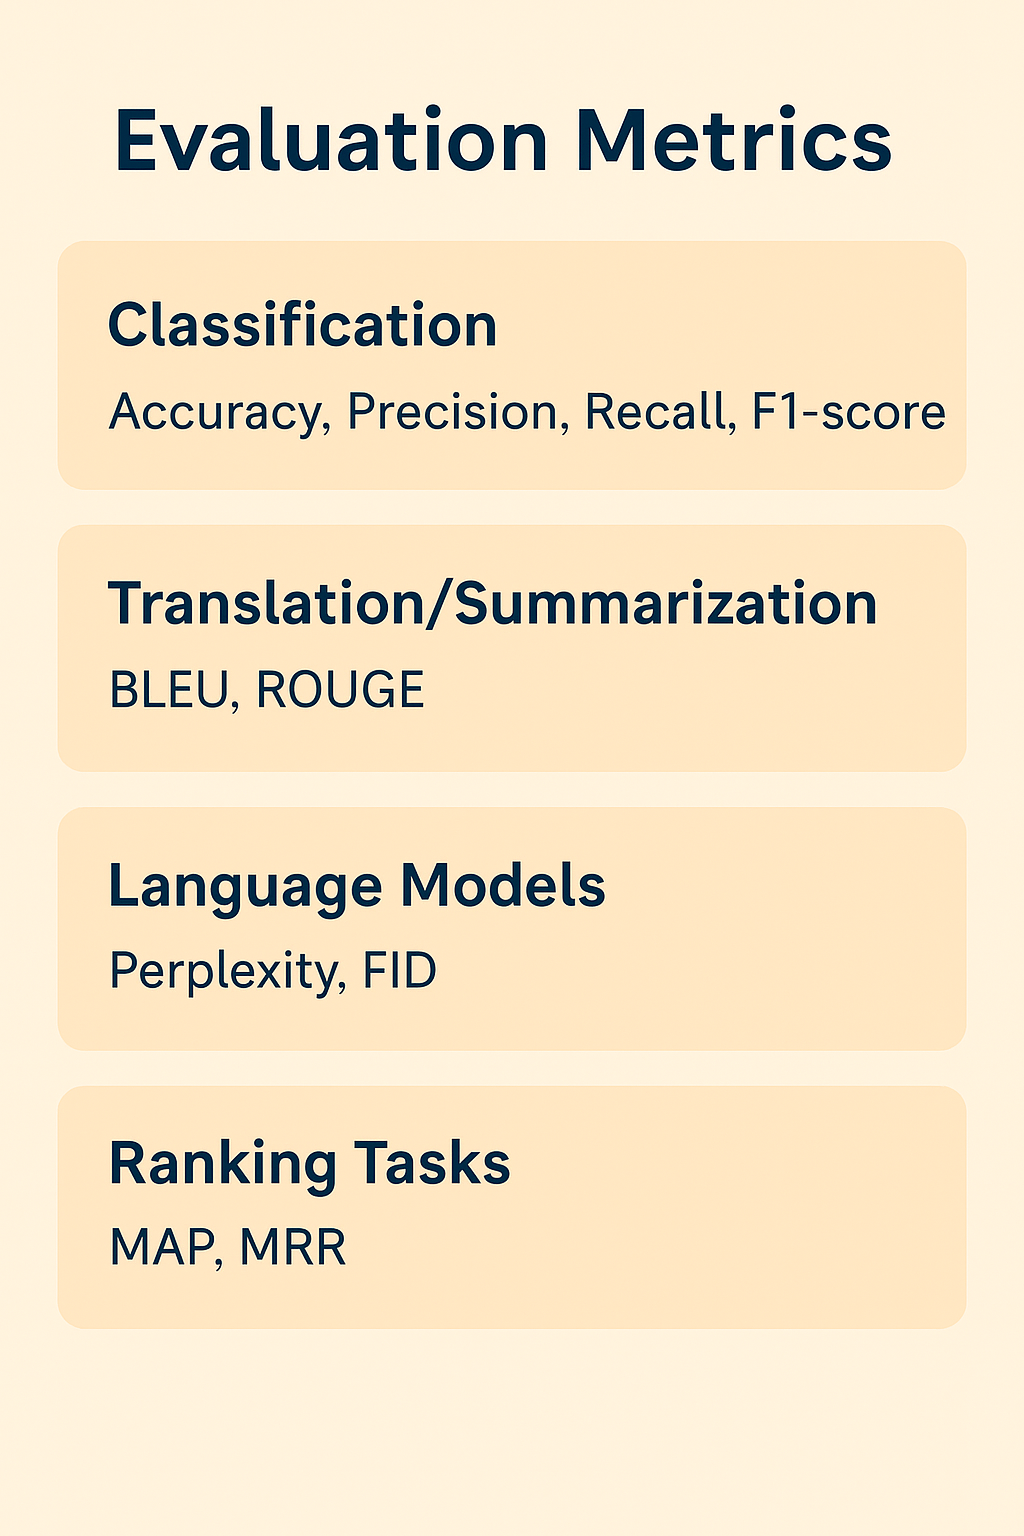 Evaluation Metrics
Classification
Accuracy, Precision, Recall, F1-score
Translation/Summarization
BLEU, ROUGE
Language Models
Perplexity, FID
Ranking Tasks
MAP, MRR